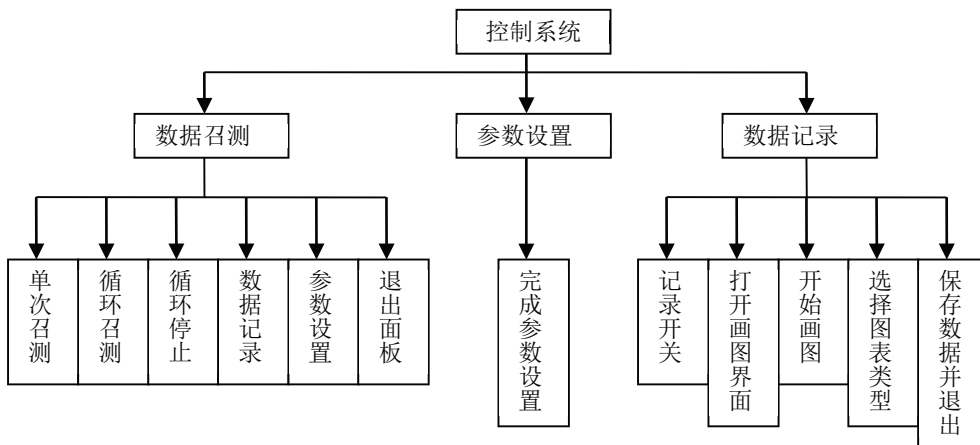 控制系统
数据召测
参数设置
数据记录
单次召测
循环召测
循环停止
数据记录
参数设置
退出面板
完成参数设置
记录开关
打开画图界面
开始画图
选择图表类型
保存数据并退出